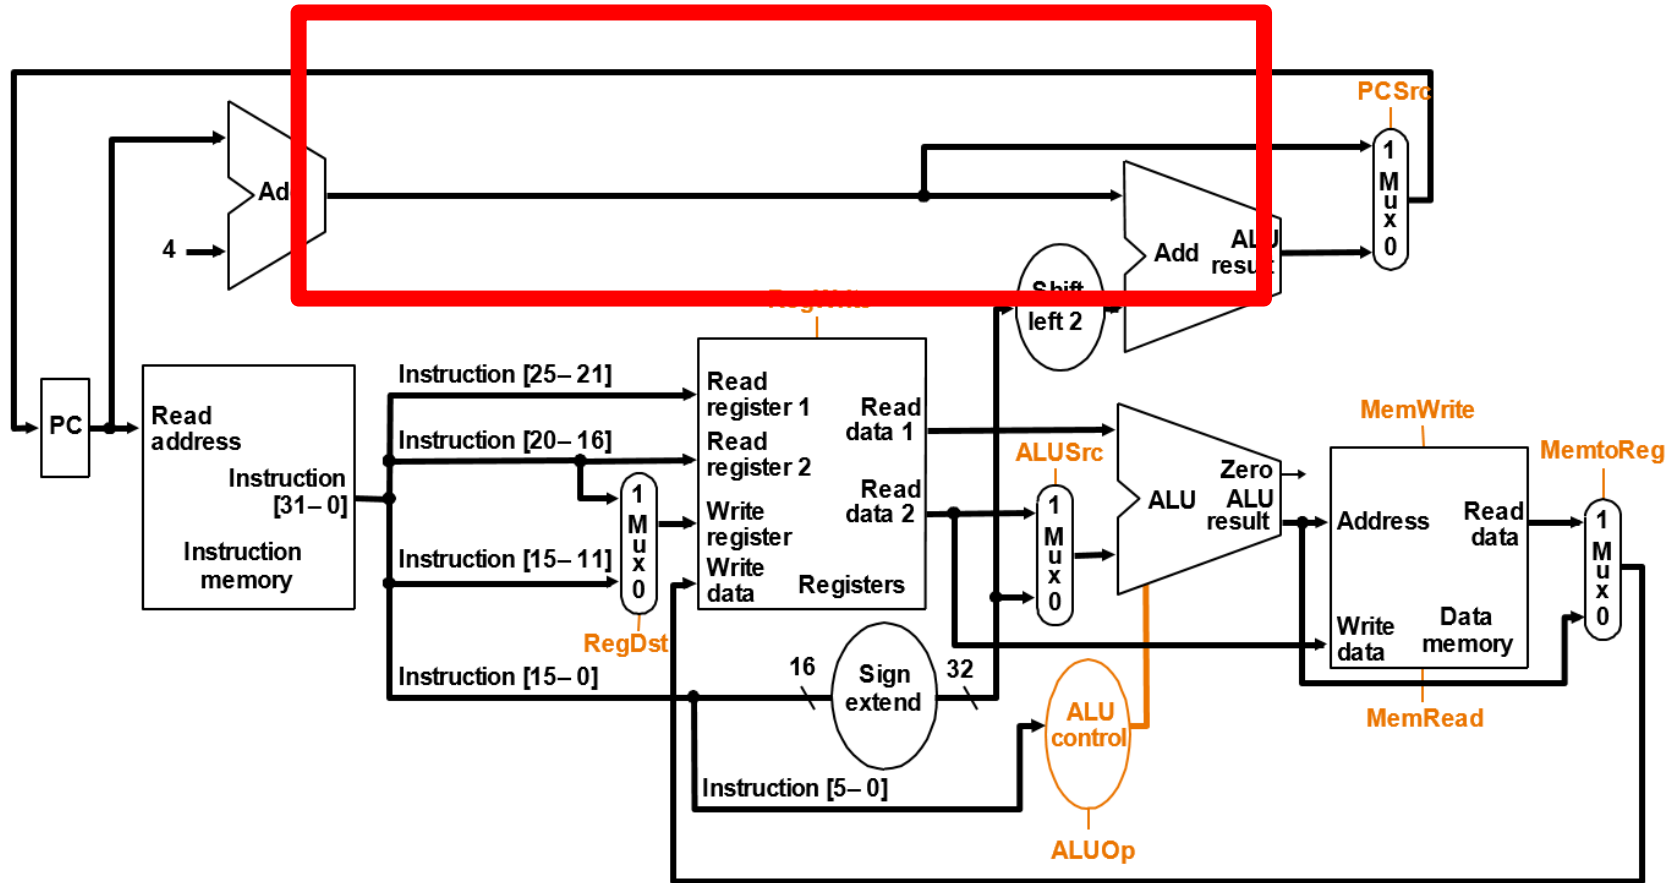 PCSrc
1
M
u
x
0
Ad
4
Add
ALU
result
Shift
left 2
RegWrite
PC
Read
address
Instruction
[31– 0]
Instruction
memory
Instruction [25– 21]
Instruction [20– 16]
Instruction [15– 11]
Instruction [15– 0]
Instruction [5– 0]
1
M
u
x
0
RegDst
Read
register 1
Read
register 2
Write
register
Write
data
Read
data 1
Read
data 2
Registers
16
Sign
extend
32
ALUSrc
1
M
u
x
0
ALU
Zero
ALU
result
ALU
control
ALUOp
MemWrite
Address
Read
data
Write
data
Data
memory
MemRead
MemtoReg
1
M
u
x
0